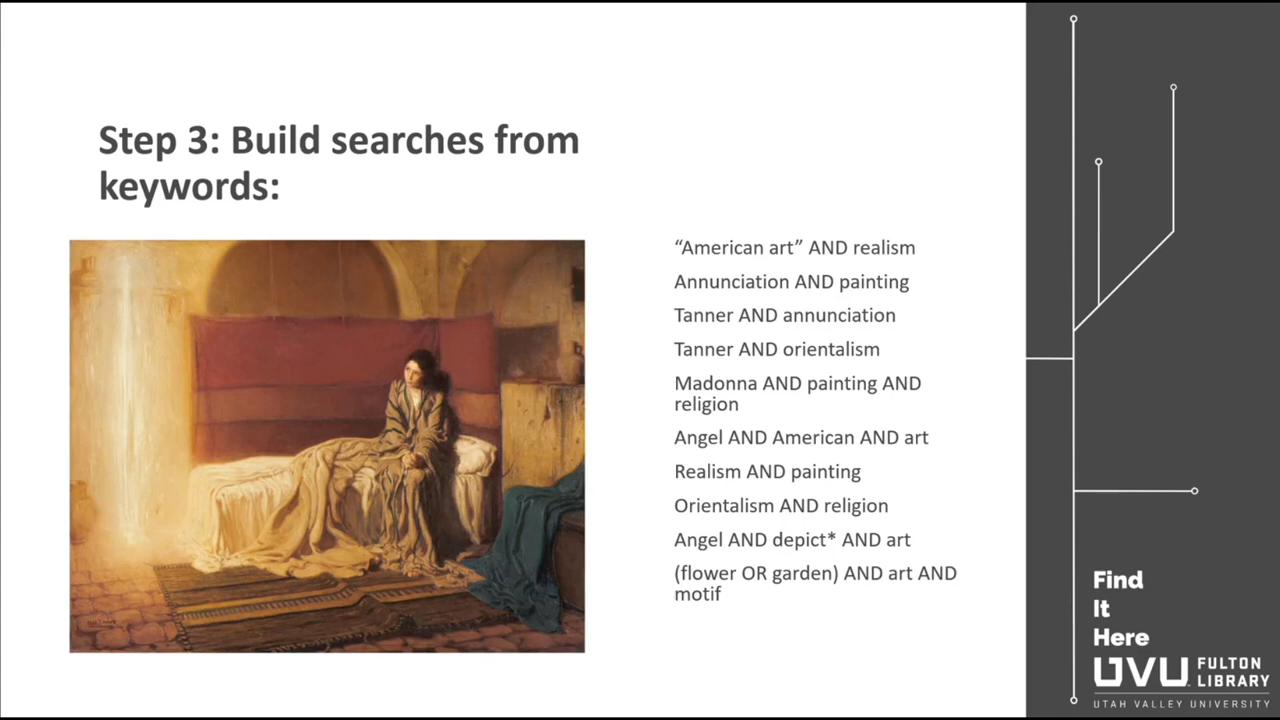 Step 3: Build searches from
keywords:
“American art” AND realism
Annunciation AND painting
Tanner AND annunciation
Tanner AND orientalism
Madonna AND painting AND
religion
Angel AND American AND art
Realism AND painting
Orientalism AND religion
Angel AND depict* AND art
(flower OR garden) AND art AND
motif
Find
It
Here
UVU FULTON
LIBRARY
UTAH VALLEY UNIVERSITY